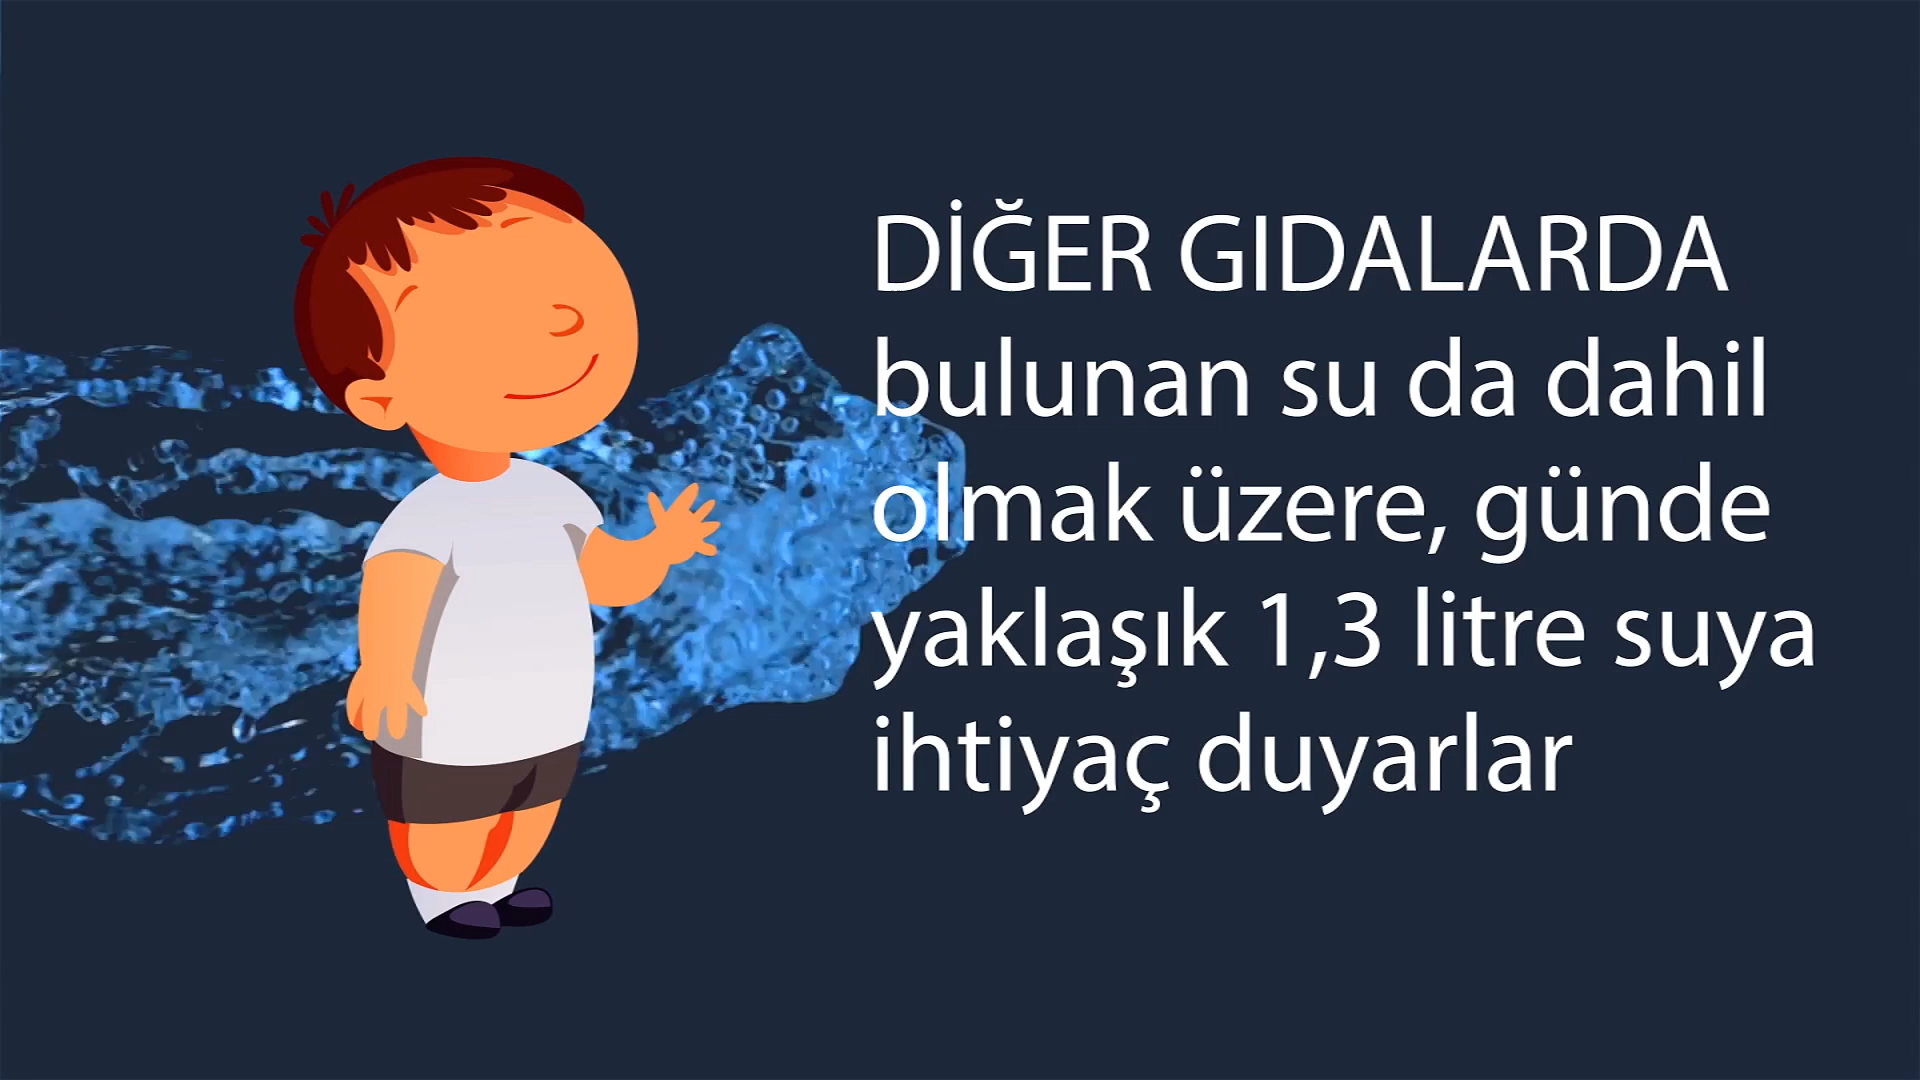 DİĞER GIDALARDA
bulunan su da dahil
olmak üzere, günde
yaklaşık 1,3 litre suya
ihtiyaç duyarlar